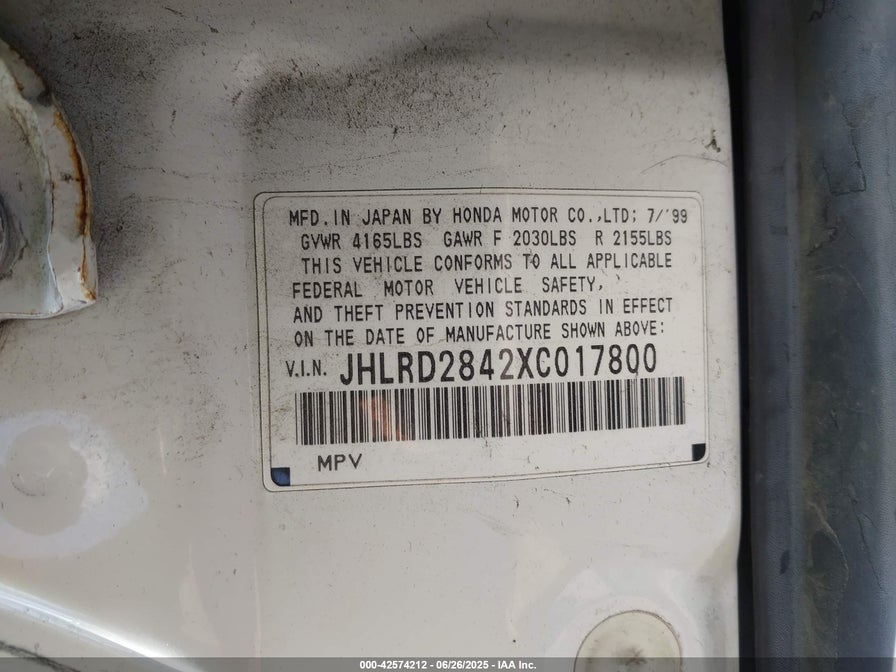 MFD.IN JAPAN BY HONDA MOTOR CO.,LTD; 7/'99
GVWR 4165LBS GAWR F 2030LBS R 2155LBS
THIS VEHICLE CONFORMS TO ALL APPLICABLE
FEDERAL MOTOR VEHICLE SAFETY,
AND THEFT PREVENTION STANDARDS IN EFFECT
ON THE DATE OF MANUFACTURE SHOWN ABOVE:
V.I.N. JHLRD2842XC017800
MPV
000-42574212 - 06/26/2025 - IAA Inc.